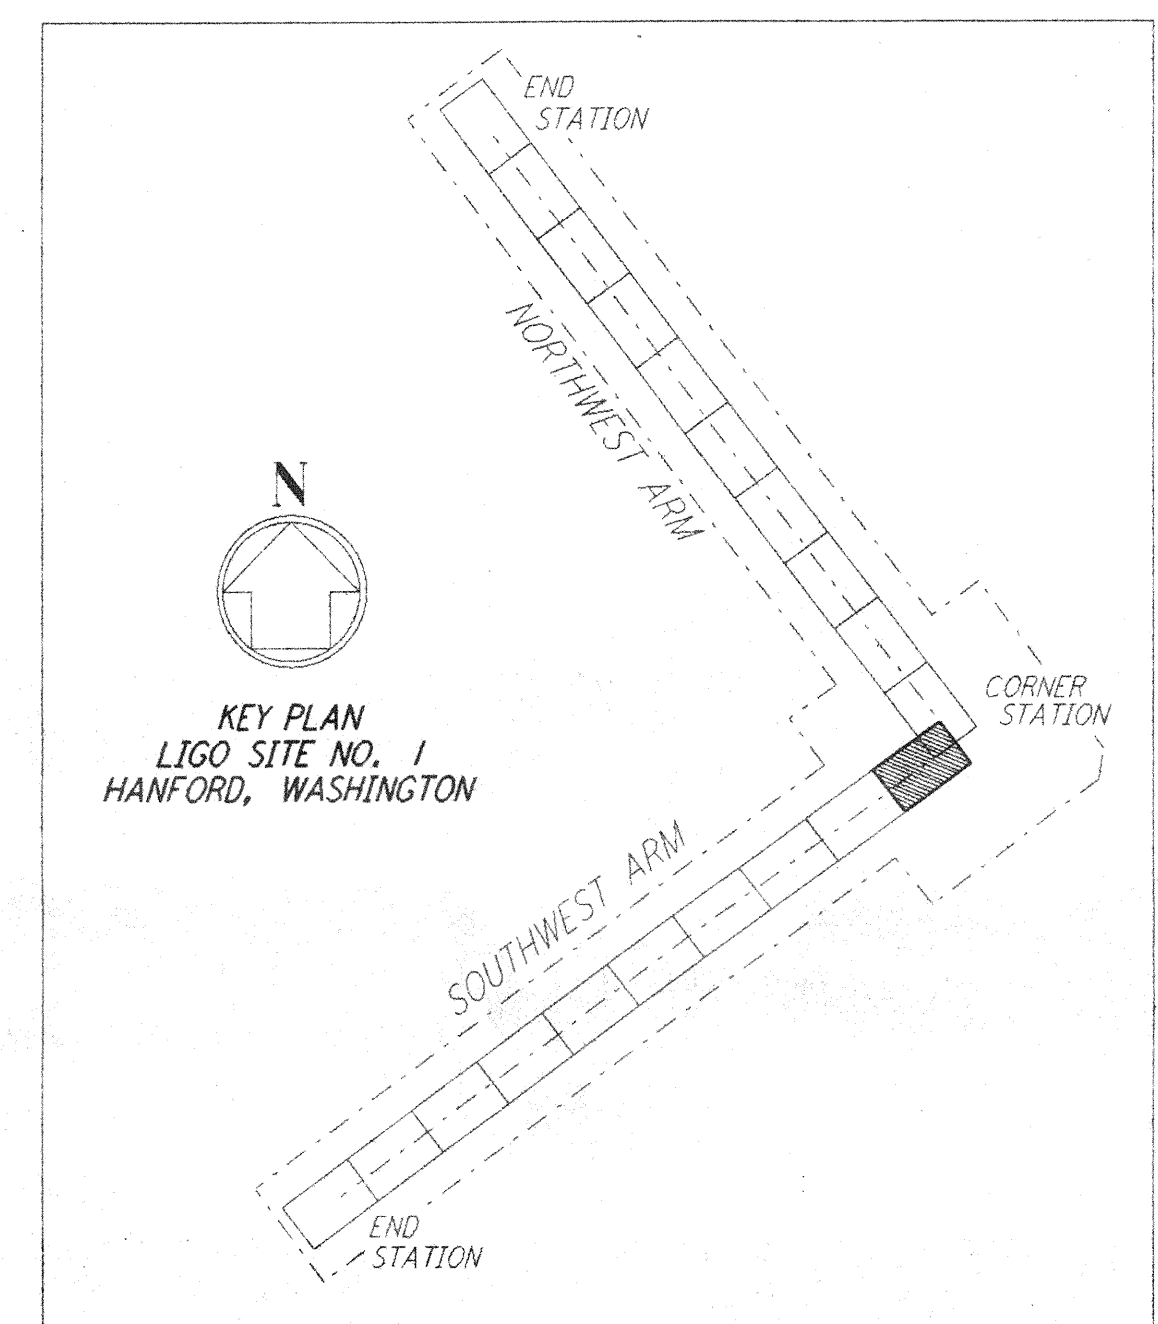 END
STATION
NORTHWEST ARM
N
CORNER
STATION
KEY PLAN
LIGO SITE NO. 1
HANFORD, WASHINGTON
SOUTHWEST ARM
END
STATION